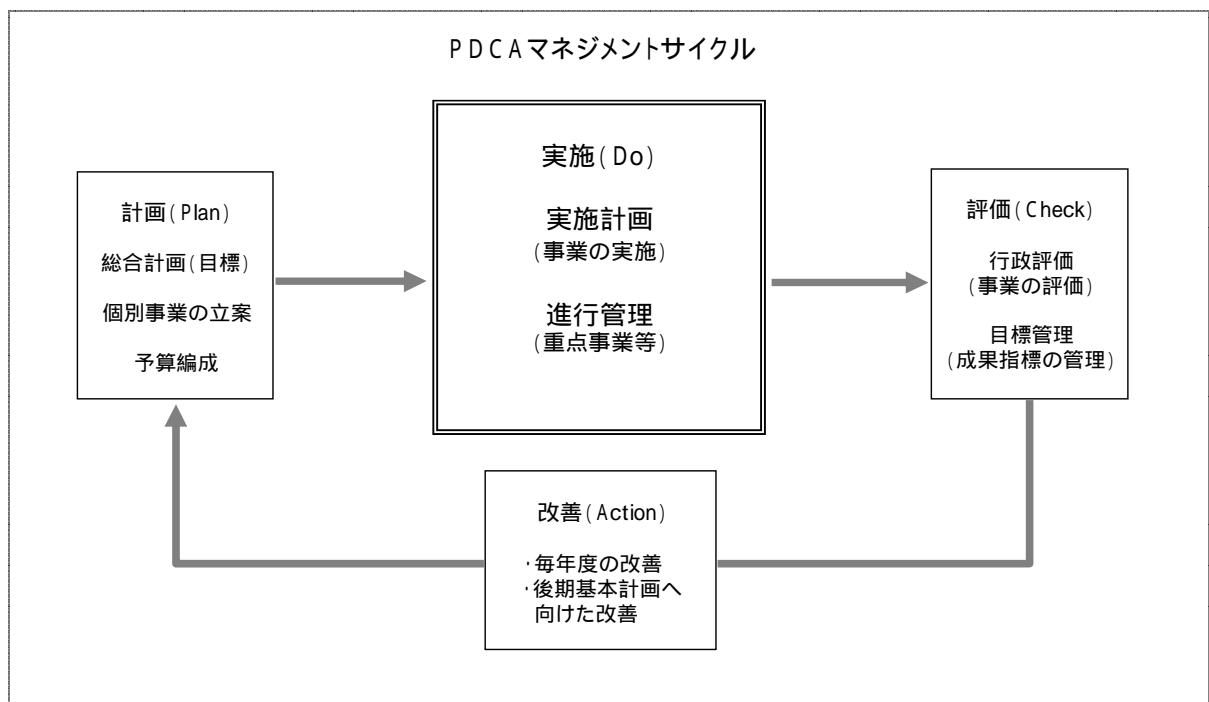 PDCAマネジメントサイクル
計画(Plan)
総合計画(目標)
個別事業の立案
予算編成
実施(Do)
実施計画
(事業の実施)
進行管理
(重点事業等)
評価(Check)
行政評価
(事業の評価)
目標管理
(成果指標の管理)
改善(Action)
・毎年度の改善
・後期基本計画へ
向けた改善